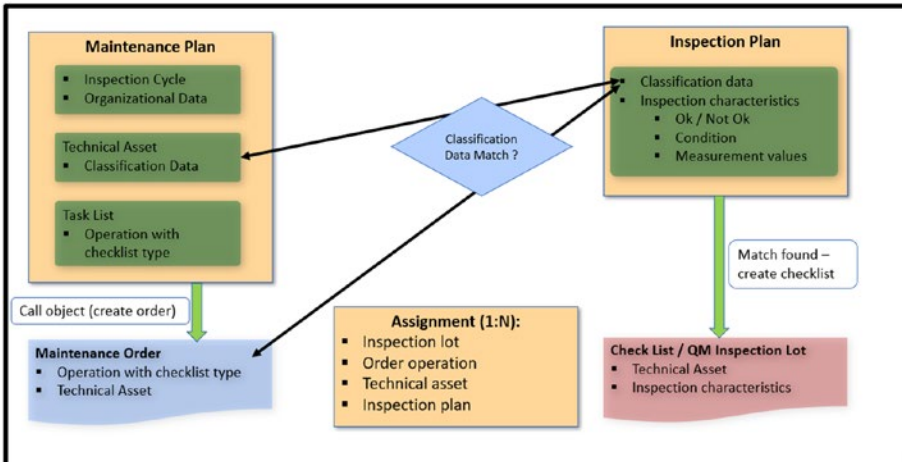 Maintenance Plan
▪ Inspection Cycle
▪ Organizational Data
Technical Asset
▪ Classification Data
Task List
▪ Operation with
checklist type
Call object (create order)
Maintenance Order
▪ Operation with checklist type
▪ Technical Asset
Classification
Data Match ?
Assignment (1:N):
▪ Inspection lot
▪ Order operation
▪ Technical asset
▪ Inspection plan
Inspection Plan
▪ Classification data
▪ Inspection characteristics
▪ Ok / Not Ok
▪ Condition
▪ Measurement values
Match found –
create checklist
Check List / QM Inspection Lot
▪ Technical Asset
▪ Inspection characteristics